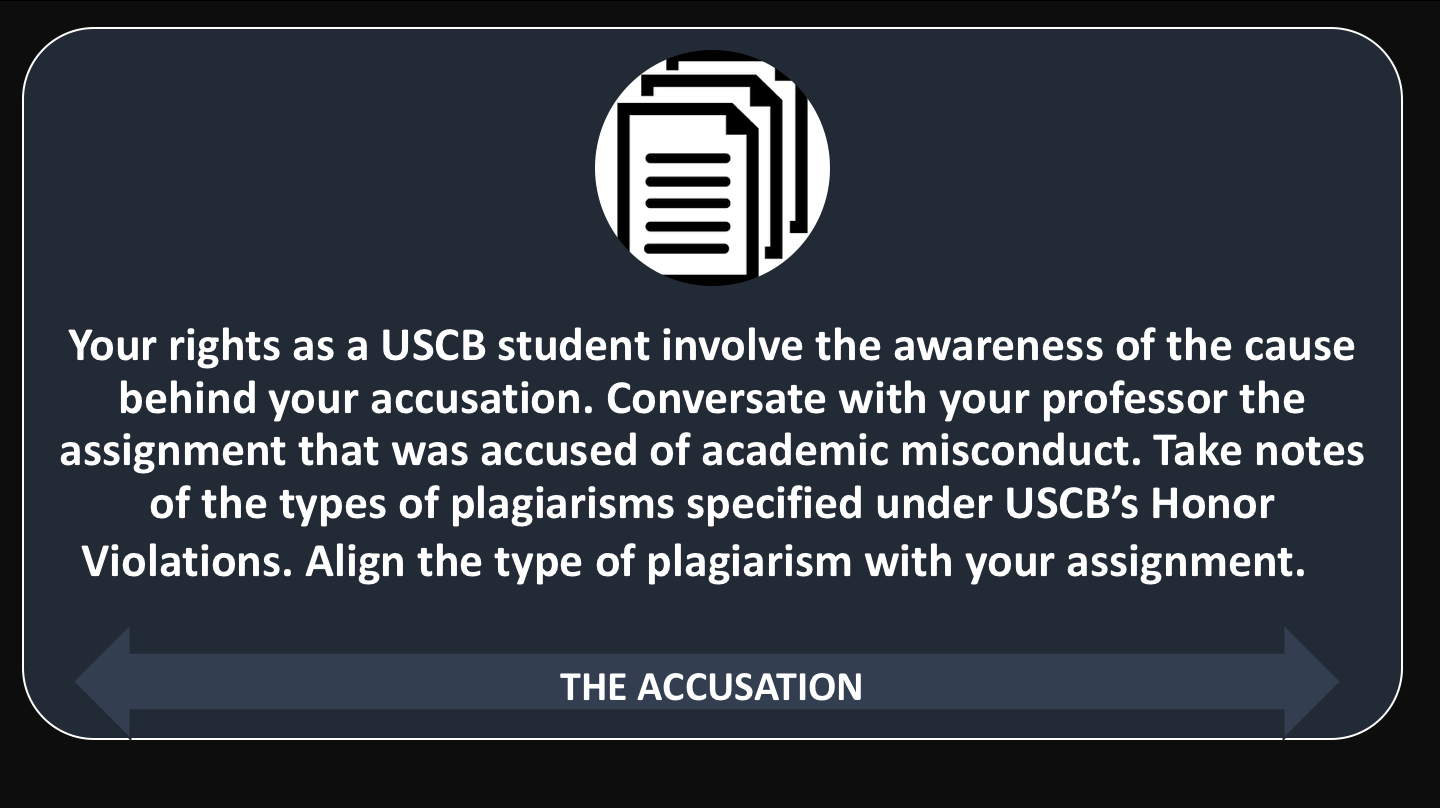 Your rights as a USCB student involve the awareness of the cause
behind your accusation. Conversate with your professor the
assignment that was accused of academic misconduct. Take notes
of the types of plagiarisms specified under USCB’s Honor
Violations. Align the type of plagiarism with your assignment.
THE ACCUSATION